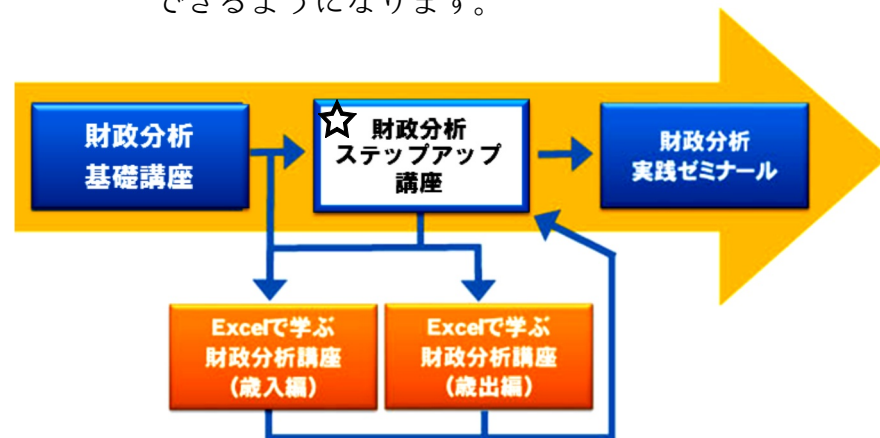 できるようになります。
財政分析
基礎講座
☆ 財政分析
ステップアップ
講座
財政分析
実践ゼミナール
Excelで学ぶ
財政分析講座
(歳入編)
Excelで学ぶ
財政分析講座
(歳出編)